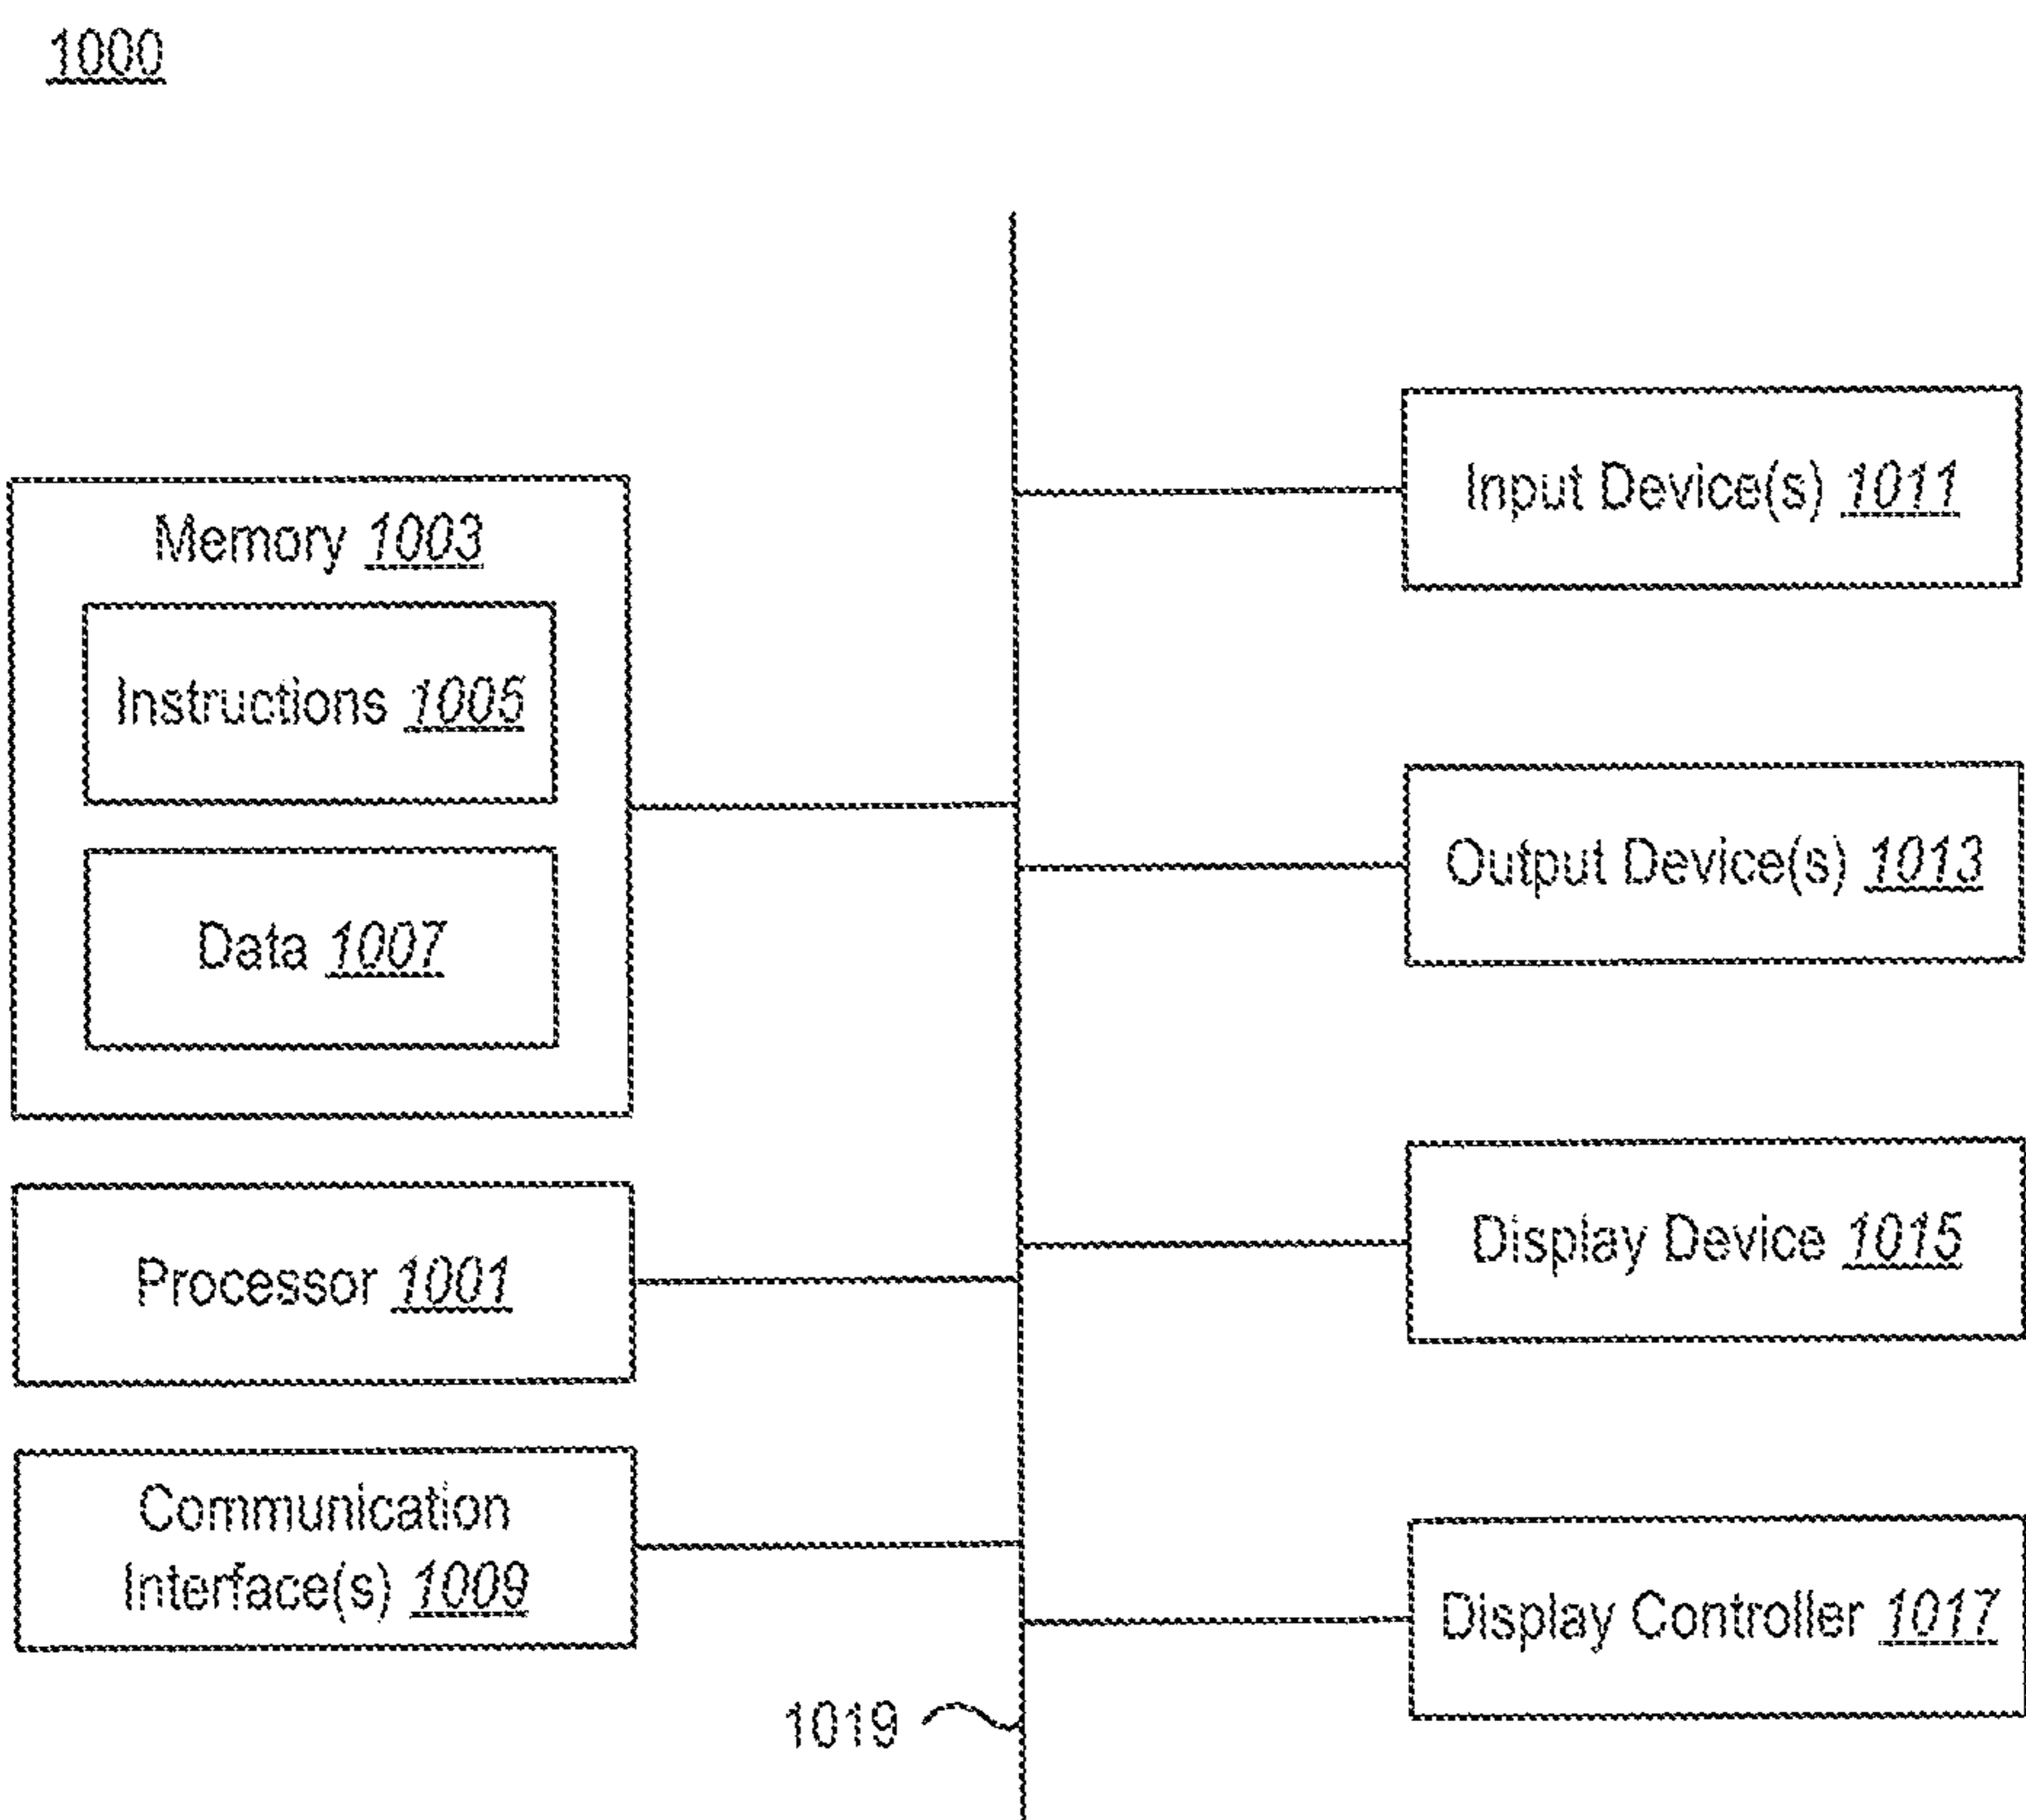 1000
Memory 1003
Instructions 1005
Data 1007
Processor 1001
Communication
Interface(s) 1009
Input Device(s) 1011
Output Device(s) 1013
Display Device 1015
Display Controller 1017
1019